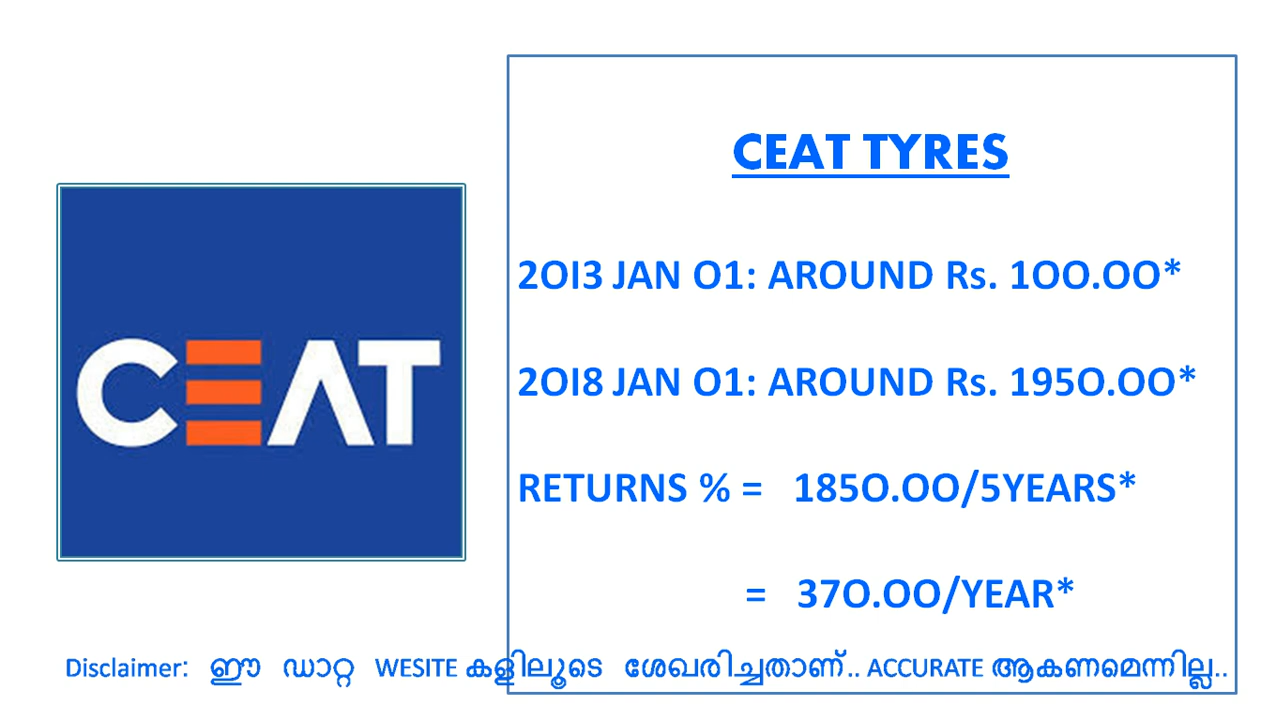 CEAT
CEAT TYRES
2OI3 JAN O1: AROUND Rs. 1OO.OO*
2OI8 JAN O1: AROUND Rs. 195O.OO*
RETURNS % = 185O.OO/5YEARS*
= 37O.OO/YEAR*
Disclaimer: ഈ ഡാറ്റ WESITE കളിലൂടെ ശേഖരിച്ചതാണ്.. ACCURATE ആകണമെന്നില്ല..